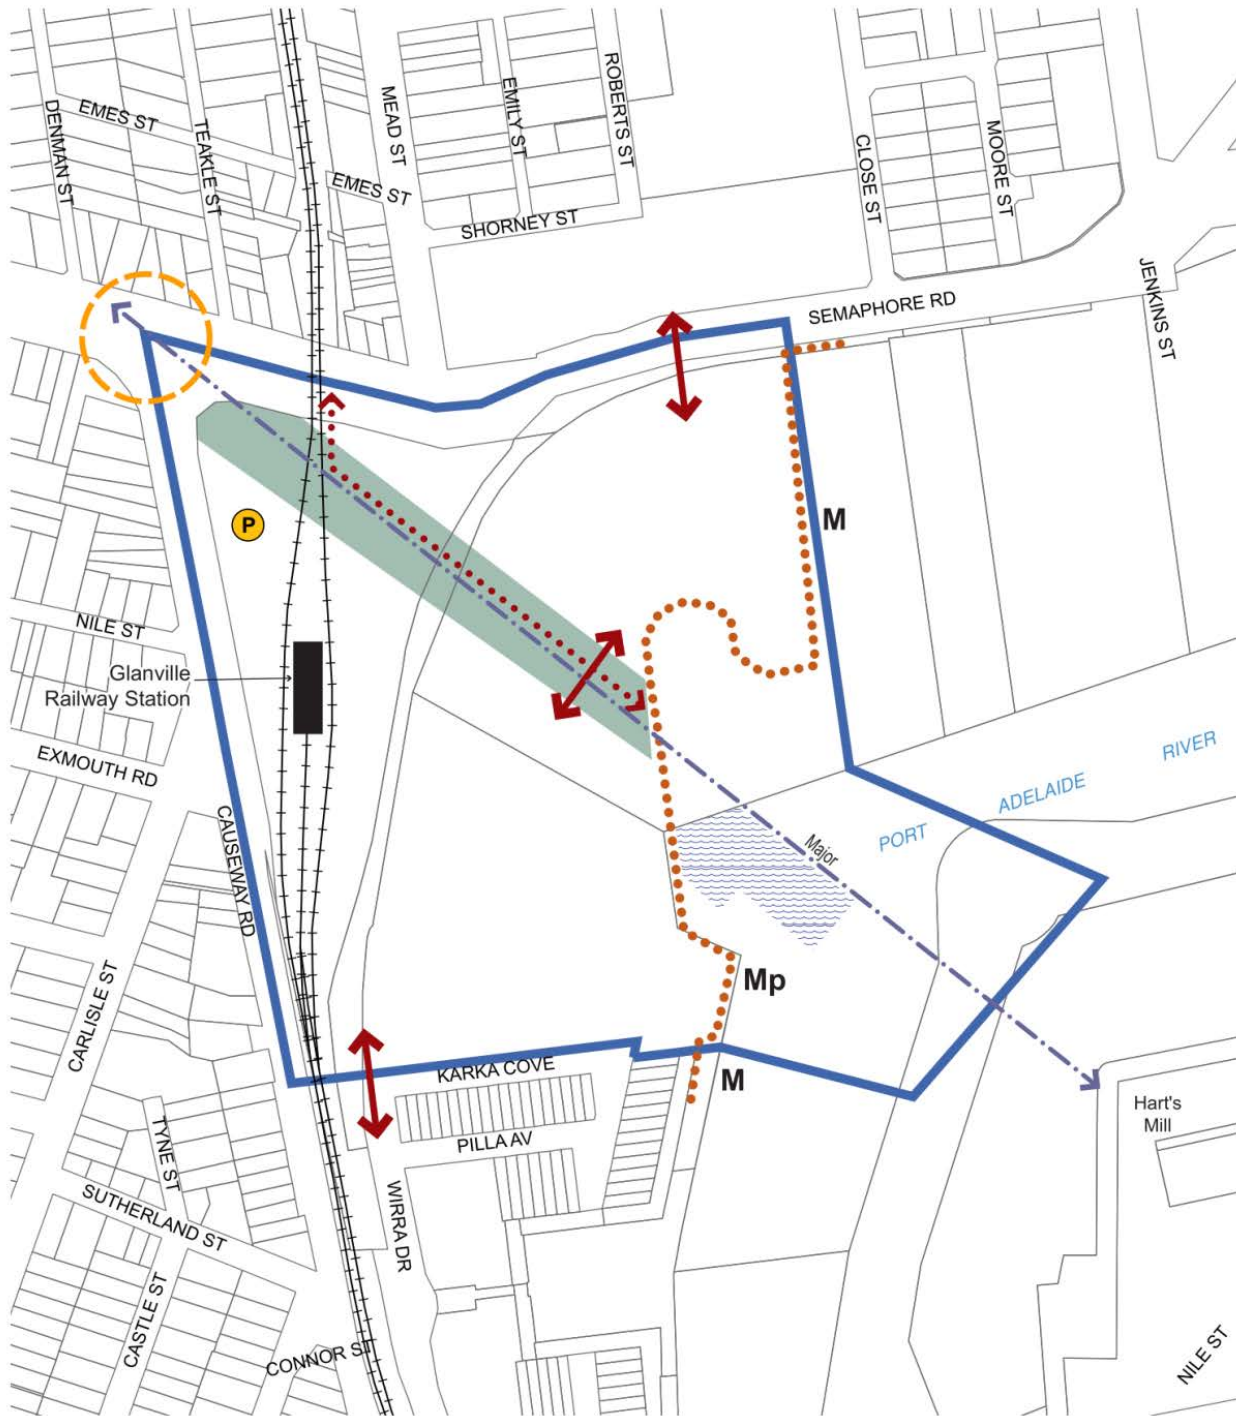 DENMAN ST
EMES ST
TEAKLE ST
EMES ST
MEAD ST
EMILY ST
ROBERTS ST
SHORNEY ST
CLOSE ST
MOORE ST
JENKINS ST
SEMAPHORE RD
P
M
NILE ST
Glanville
Railway Station
EXMOUTH RD
CAUSEWAY RD
PORT ADELAIDE RIVER
Major
CARLISLE ST
Mp
KARKA COVE
M
PILLA AV
Hart's
Mill
TYNE ST
SUTHERLAND ST
WIRRA DR
CASTLE ST
CONNOR ST
NILE ST